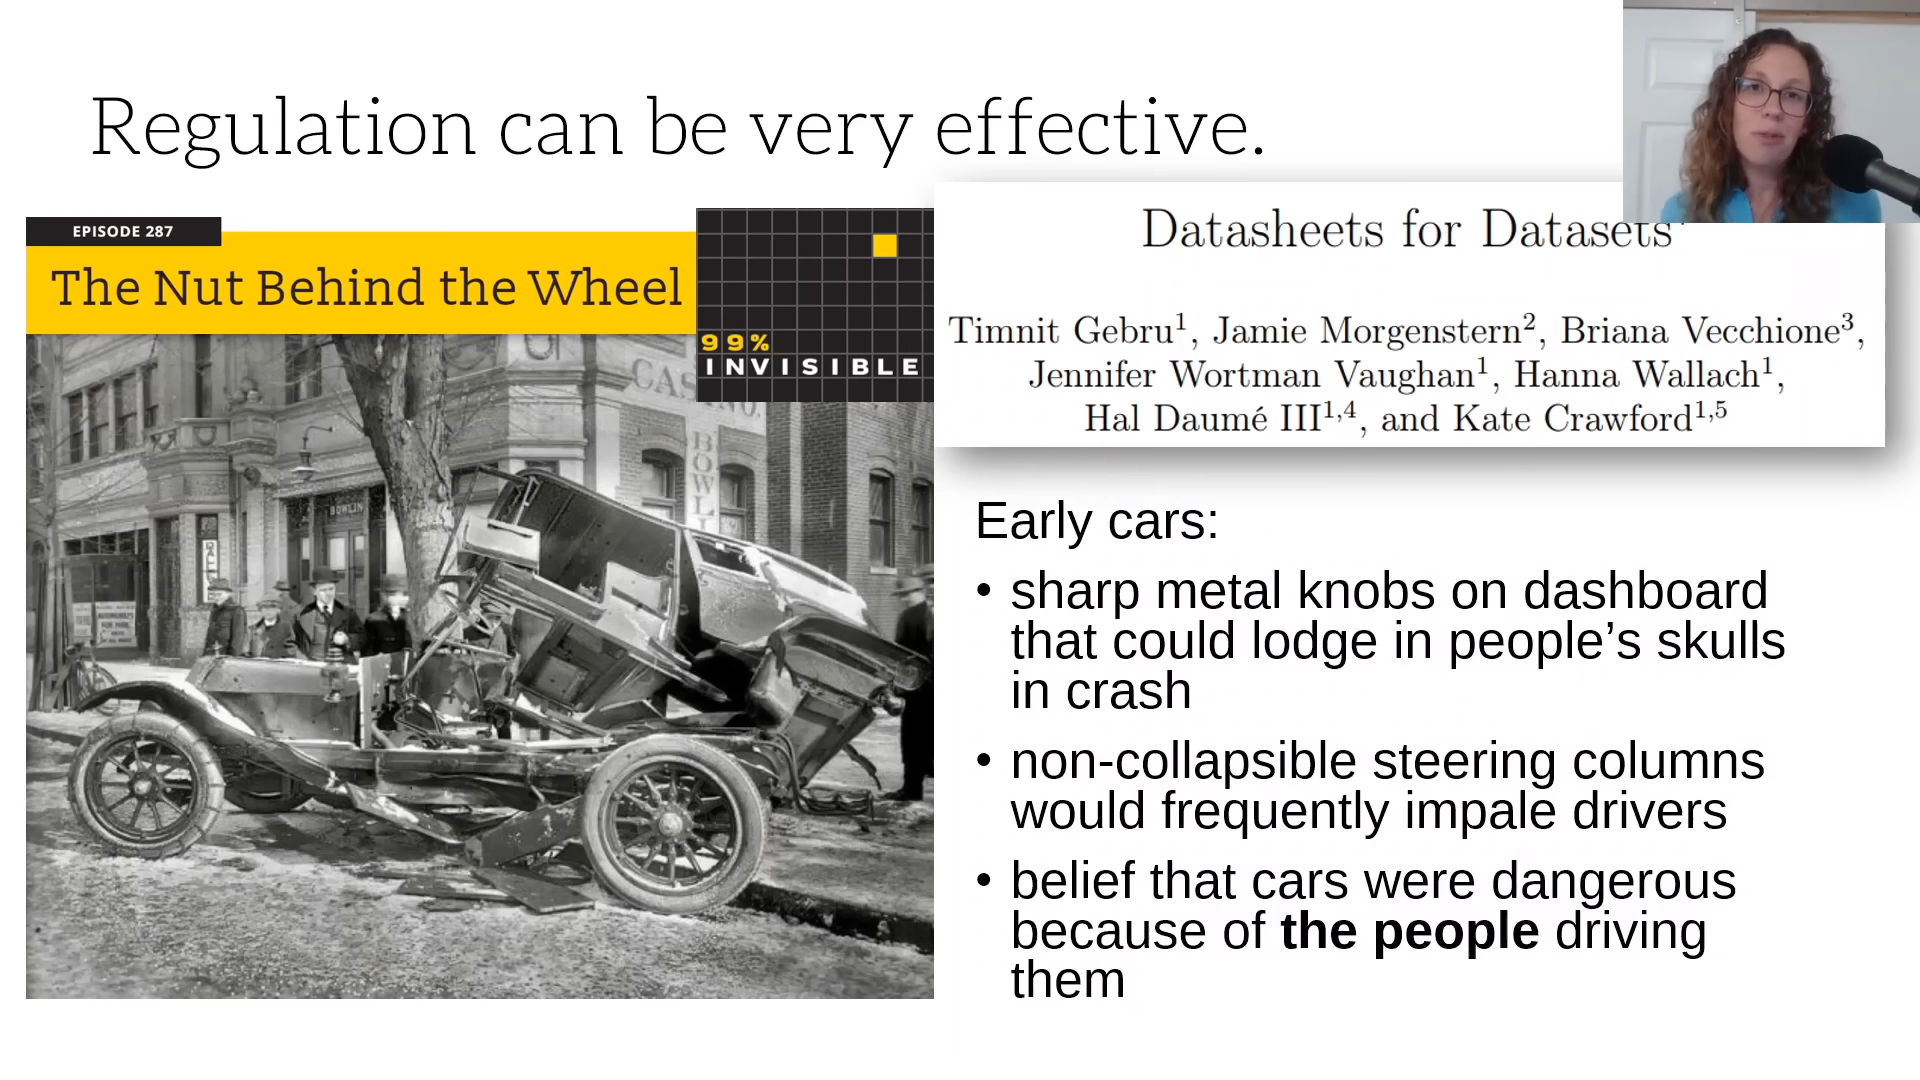 Regulation can be very effective.
EPISODE 287
The Nut Behind the Wheel
99%
INVISIBLE
CASINO.
BOWL
BOWLIN
Datasheets for Datasets
Timnit Gebru¹, Jamie Morgenstern², Briana Vecchione³,
Jennifer Wortman Vaughan¹, Hanna Wallach¹,
Hal Daumé III¹,⁴, and Kate Crawford¹,⁵
Early cars:
• sharp metal knobs on dashboard
that could lodge in people’s skulls
in crash
• non-collapsible steering columns
would frequently impale drivers
• belief that cars were dangerous
because of the people driving
them